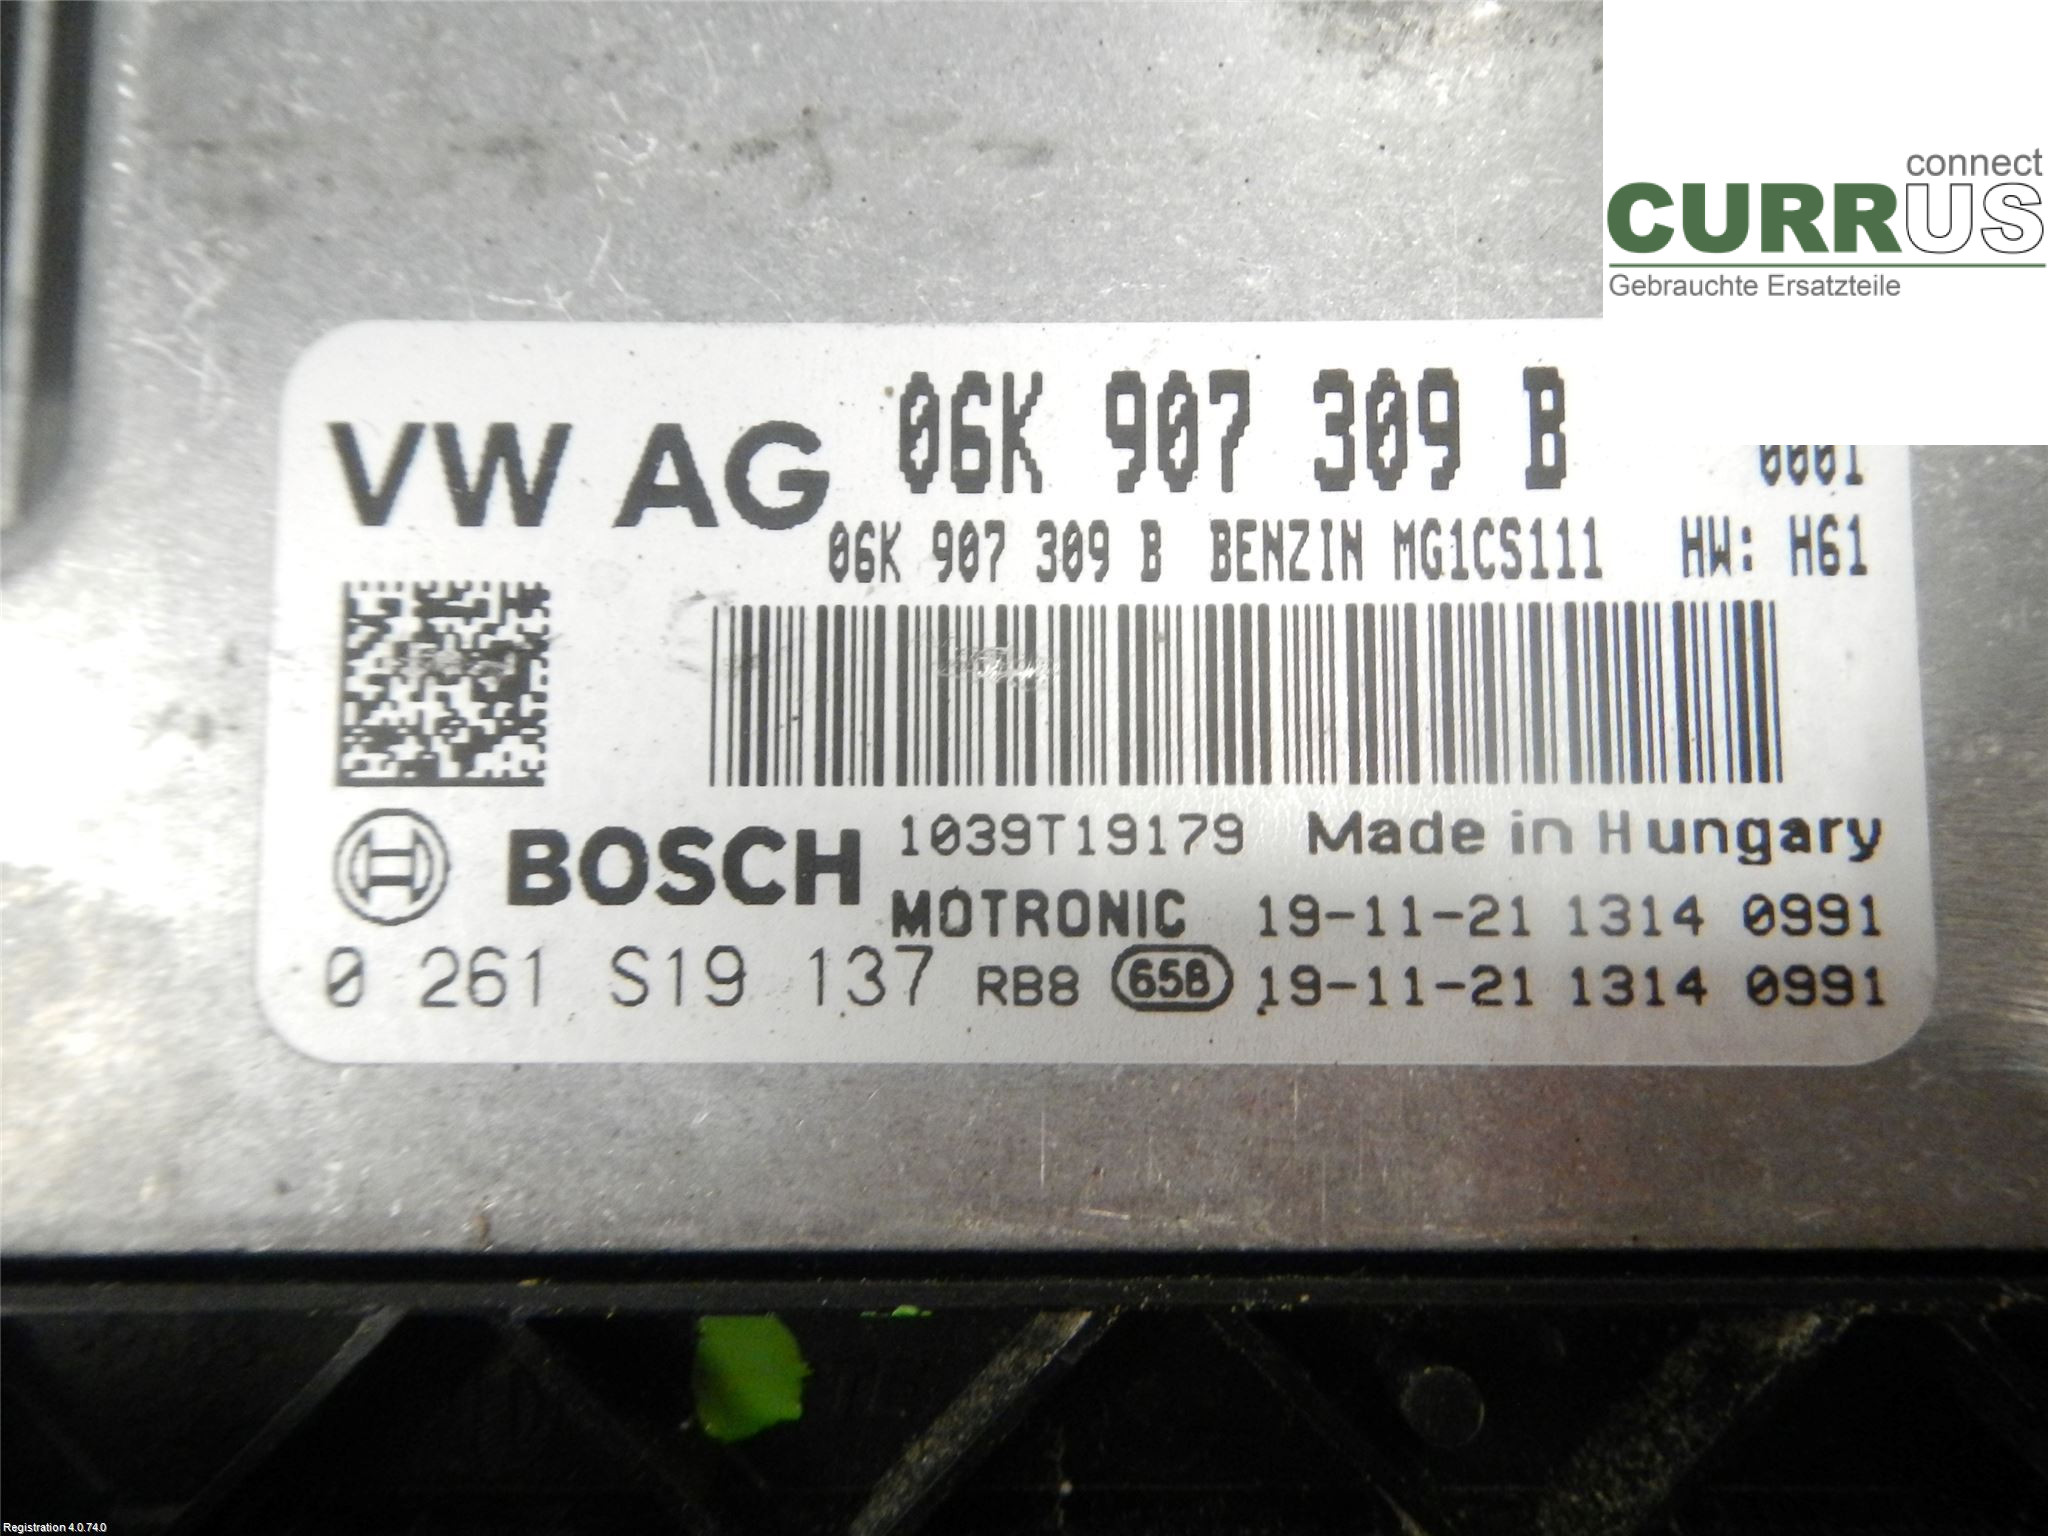 connect
CURRUS
Gebrauchte Ersatzteile
VW AG 06K 907 309 B
0001
06K 907 309 B BENZIN MG1CS111 HW: H61
BOSCH 1039T19179 Made in Hungary
MOTRONIC 19-11-21 1314 0991
0 261 S19 137 RB8 658 19-11-21 1314 0991
Registration 4.0.74.0